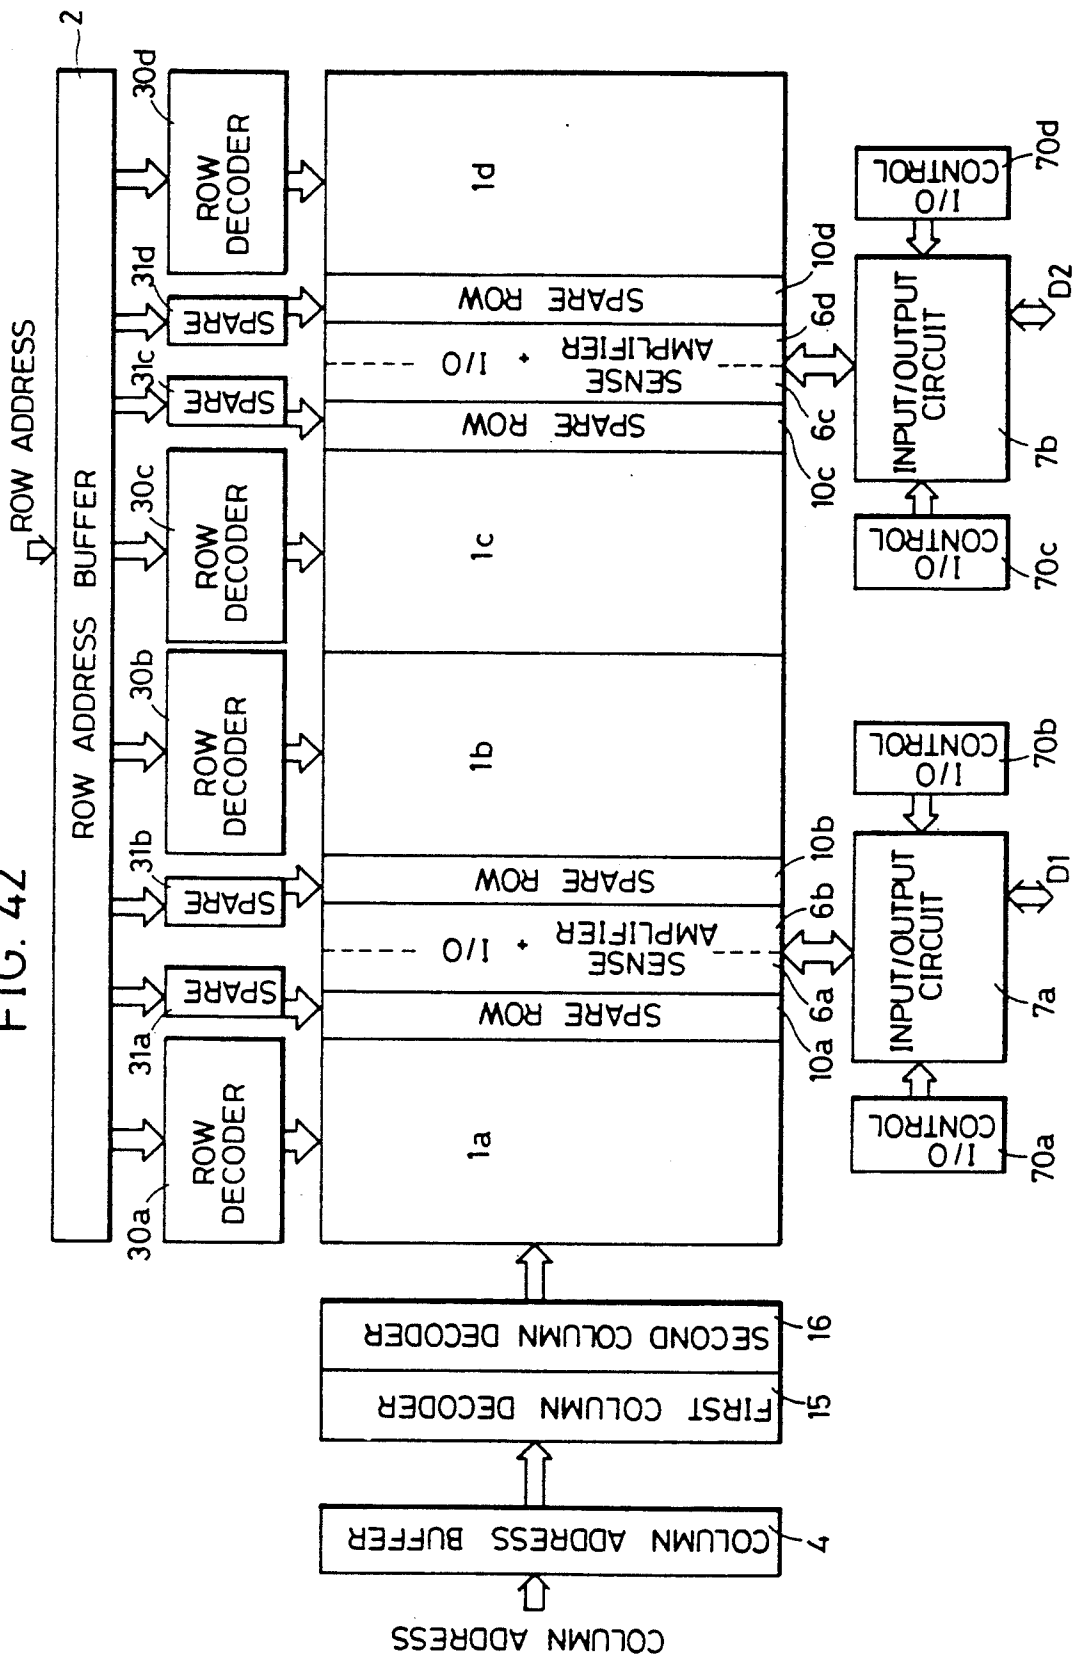 FIG. 42
ROW ADDRESS
ROW ADDRESS BUFFER
2
30a
31a
31b
30b
30c
31c
31d
30d
ROW
DECODER
SPARE
SPARE
ROW
DECODER
ROW
DECODER
SPARE
SPARE
ROW
DECODER
COLUMN ADDRESS
COLUMN ADDRESS BUFFER
4
FIRST COLUMN DECODER
15
SECOND COLUMN DECODER
16
1a
SPARE ROW
SENSE
AMPLIFIER
+ I/O
SPARE ROW
1b
1c
SPARE ROW
SENSE
AMPLIFIER
+ I/O
SPARE ROW
1d
10a
6a
6b
10b
10c
6c
6d
10d
I/O
CONTROL
70a
INPUT/OUTPUT
CIRCUIT
7a
D1
I/O
CONTROL
70b
I/O
CONTROL
70c
INPUT/OUTPUT
CIRCUIT
7b
D2
I/O
CONTROL
70d